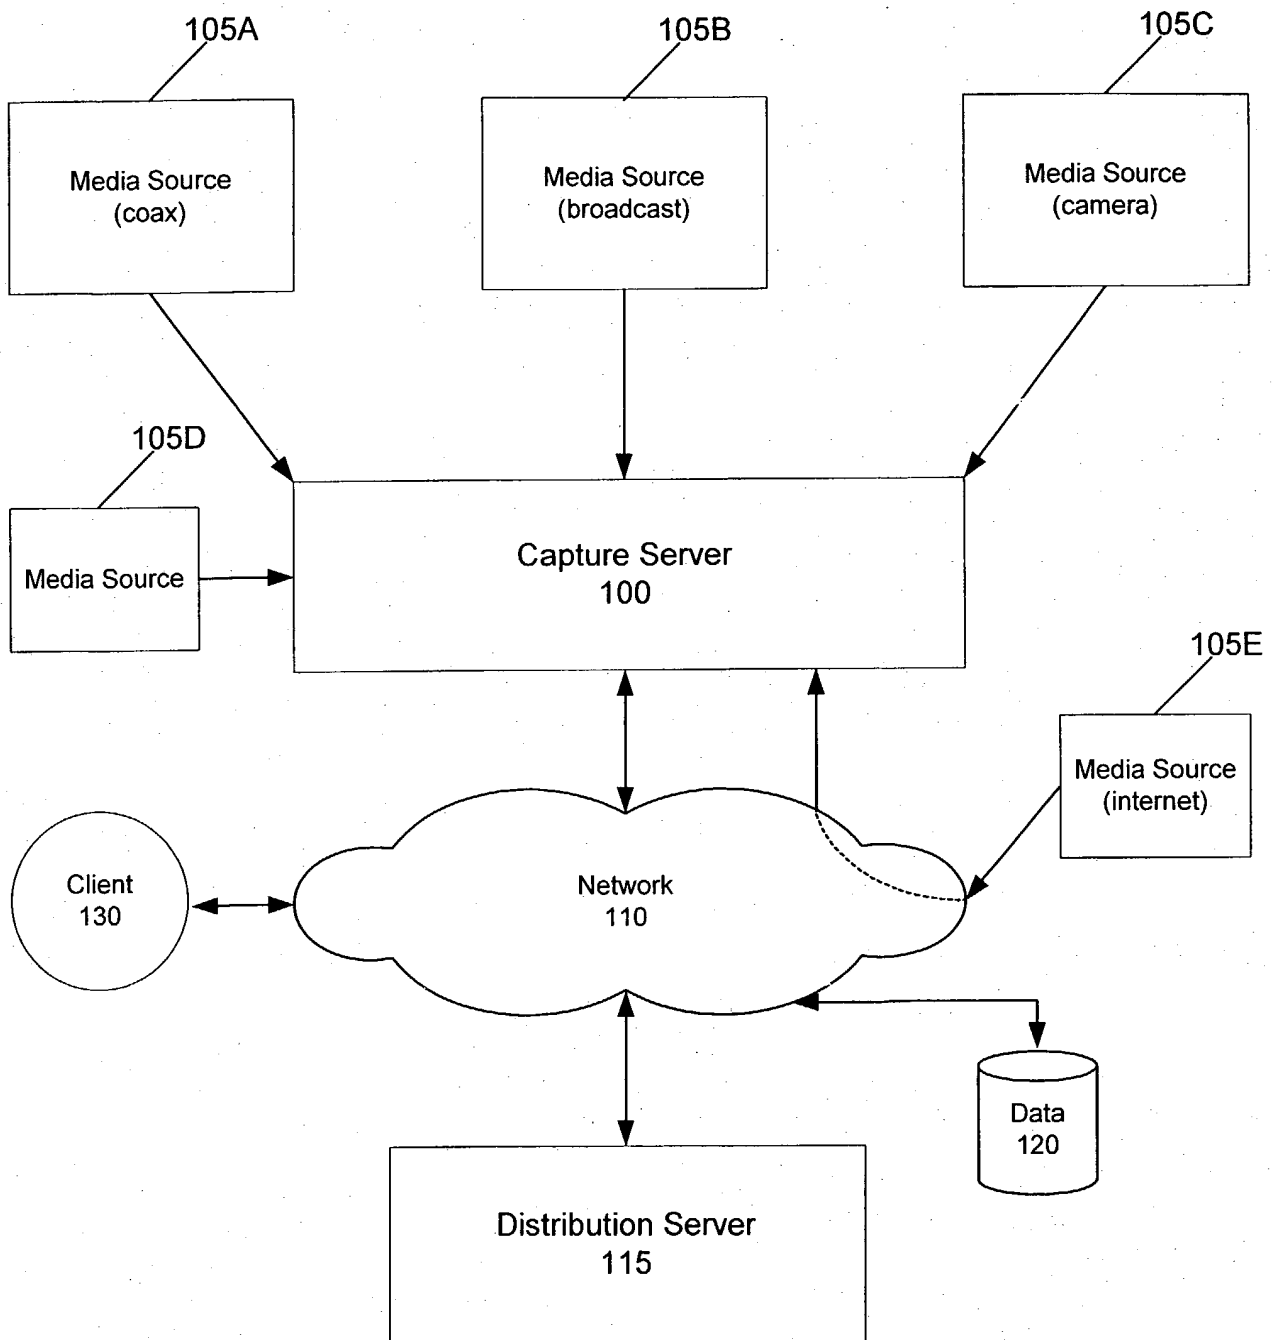 105A
105B
105C
Media Source
(coax)
Media Source
(broadcast)
Media Source
(camera)
105D
Media Source
Capture Server
100
105E
Media Source
(internet)
Client
130
Network
110
Data
120
Distribution Server
115